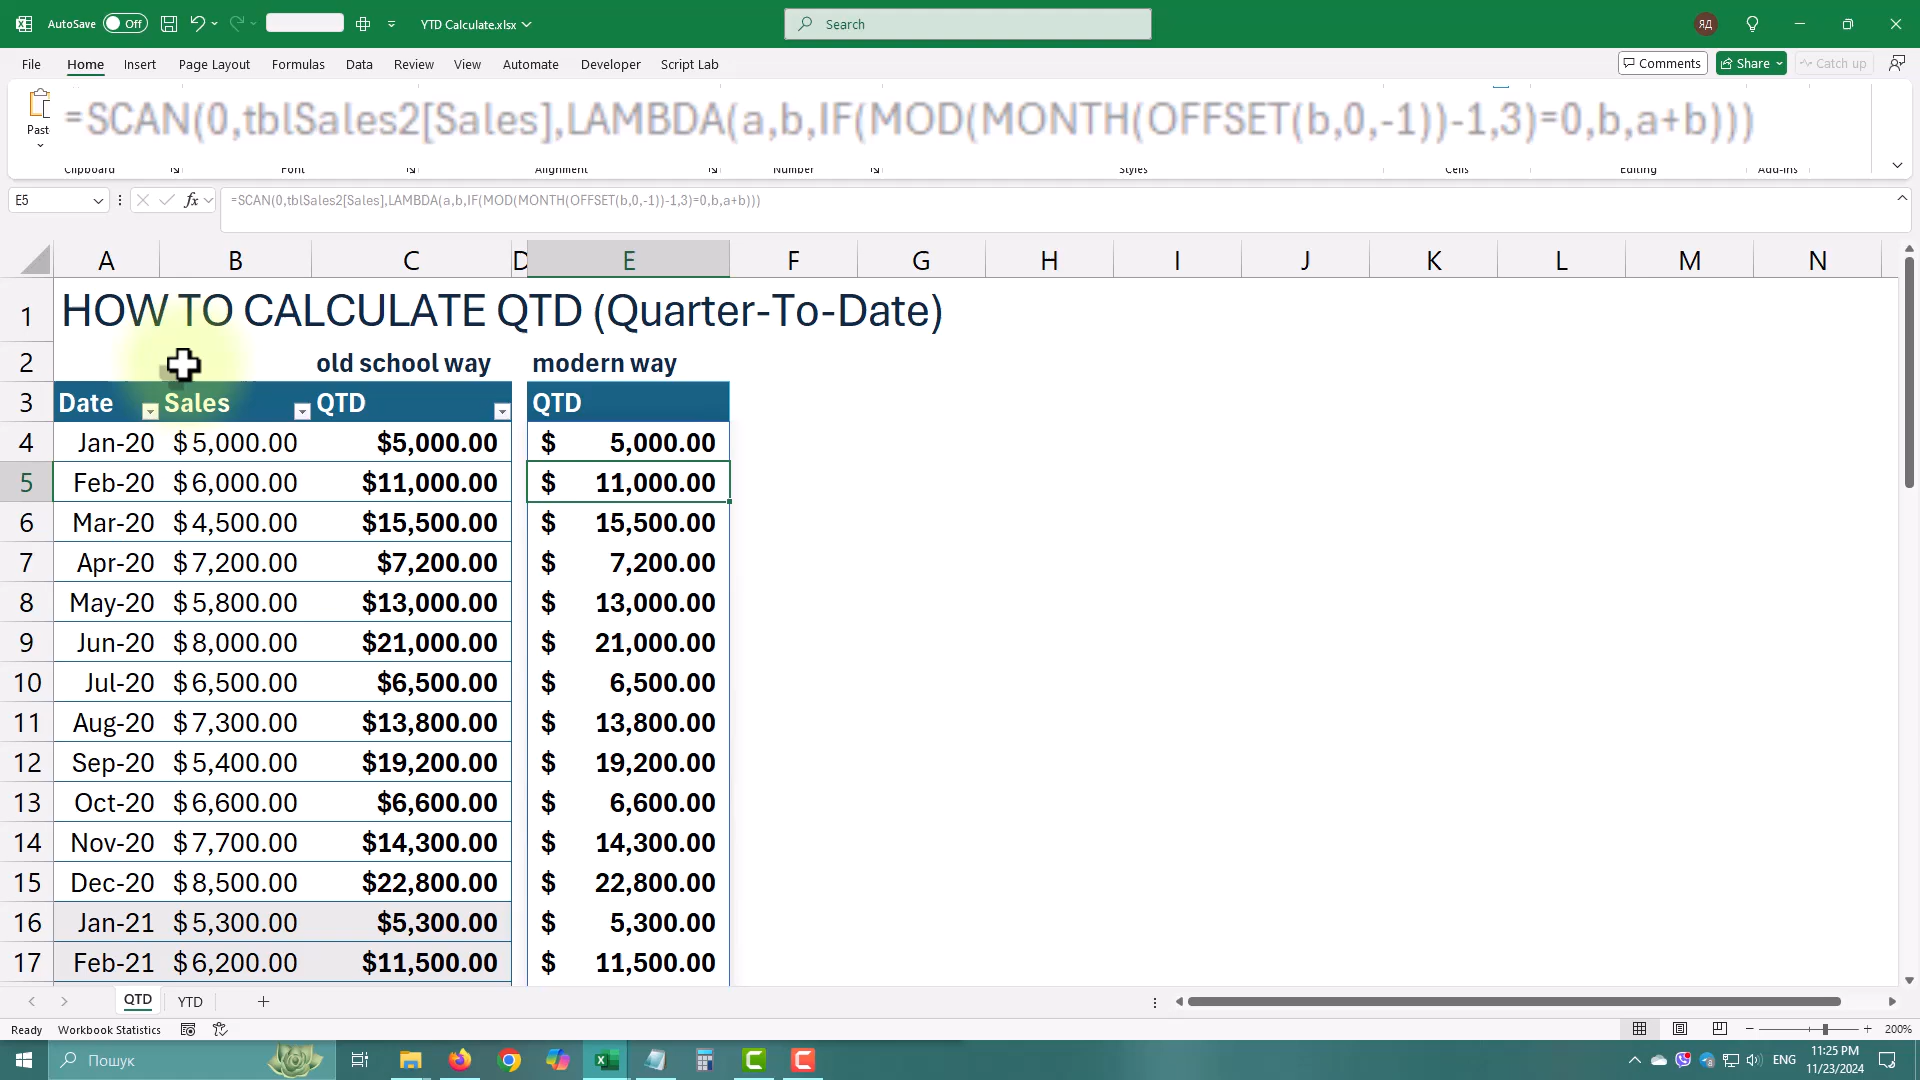 AutoSave Off YTD Calculate.xlsx Search ЯД
File Home Insert Page Layout Formulas Data Review View Automate Developer Script Lab Comments Share Catch up
Past =SCAN(0,tblSales2[Sales],LAMBDA(a,b,IF(MOD(MONTH(OFFSET(b,0,-1))-1,3)=0,b,a+b)))
Clipboard Font Alignment Number Styles Cells Editing Add-ins
E5 fx =SCAN(0,tblSales2[Sales],LAMBDA(a,b,IF(MOD(MONTH(OFFSET(b,0,-1))-1,3)=0,b,a+b)))
A B C D E F G H I J K L M N
1 HOW TO CALCULATE QTD (Quarter-To-Date)
2 old school way modern way
3 Date Sales QTD QTD
4 Jan-20 $5,000.00 $5,000.00 $ 5,000.00
5 Feb-20 $6,000.00 $11,000.00 $ 11,000.00
6 Mar-20 $4,500.00 $15,500.00 $ 15,500.00
7 Apr-20 $7,200.00 $7,200.00 $ 7,200.00
8 May-20 $5,800.00 $13,000.00 $ 13,000.00
9 Jun-20 $8,000.00 $21,000.00 $ 21,000.00
10 Jul-20 $6,500.00 $6,500.00 $ 6,500.00
11 Aug-20 $7,300.00 $13,800.00 $ 13,800.00
12 Sep-20 $5,400.00 $19,200.00 $ 19,200.00
13 Oct-20 $6,600.00 $6,600.00 $ 6,600.00
14 Nov-20 $7,700.00 $14,300.00 $ 14,300.00
15 Dec-20 $8,500.00 $22,800.00 $ 22,800.00
16 Jan-21 $5,300.00 $5,300.00 $ 5,300.00
17 Feb-21 $6,200.00 $11,500.00 $ 11,500.00
QTD YTD
Ready Workbook Statistics 200%
Пошук ENG 11:25 PM
11/23/2024